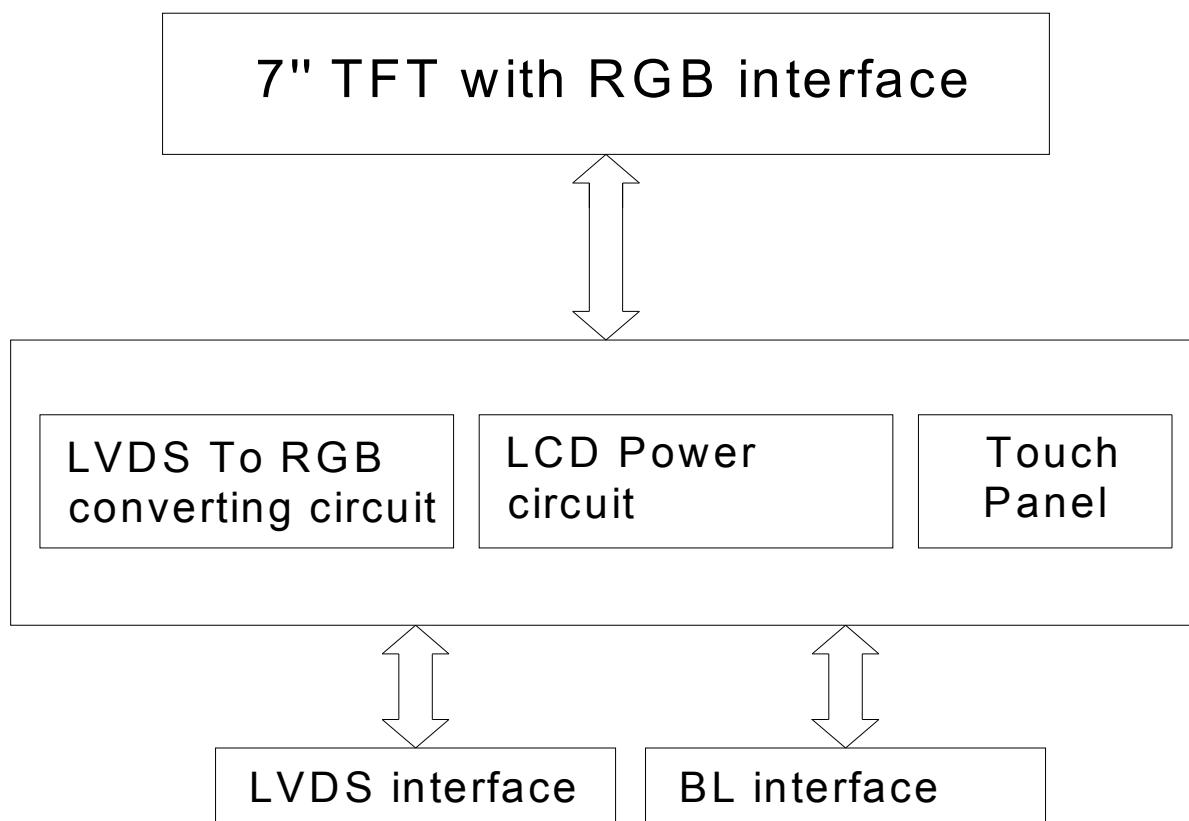 7'' TFT with RGB interface
LVDS To RGB
converting circuit
LCD Power
circuit
Touch
Panel
LVDS interface
BL interface